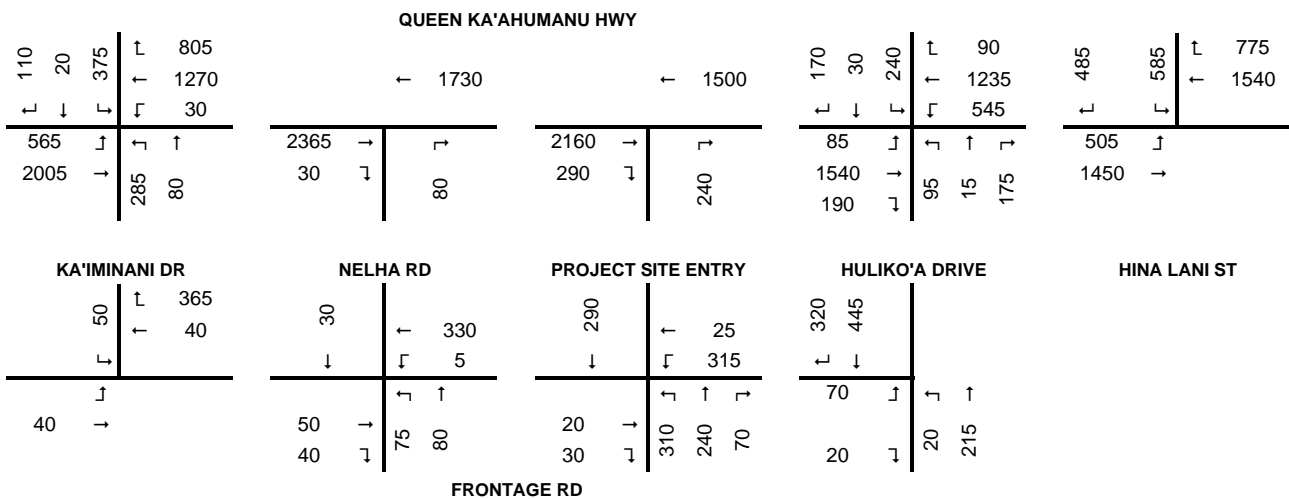 QUEEN KA'AHUMANU HWY
110 20 375 ↰ 805
← 1270
↵ ↓ ↳ ↙ 30
565 ↑ ↰ ↑
2005 → 285 80
← 1730
2365 → ↱
30 ↴ 80
← 1500
2160 → ↱
290 ↴ 240
170 30 240 ↰ 90
← 1235
↵ ↓ ↳ ↙ 545
85 ↑ ↰ ↑ ↱
1540 → 95 15 175
190 ↴
485 585 ↰ 775
← 1540
↵ ↳
505 ↑
1450 →
KA'IMINANI DR
NELHA RD
PROJECT SITE ENTRY
HULIKO'A DRIVE
HINA LANI ST
50 ↰ 365
← 40
↳
↑
40 →
30
← 330
↓ ↙ 5
↰ ↑
50 → 75 80
40 ↴
290
← 25
↓ ↙ 315
↰ ↑ ↱
20 → 310 240 70
30 ↴
320 445
↵ ↓
70 ↑ ↰ ↑
20 ↴ 20 215
FRONTAGE RD